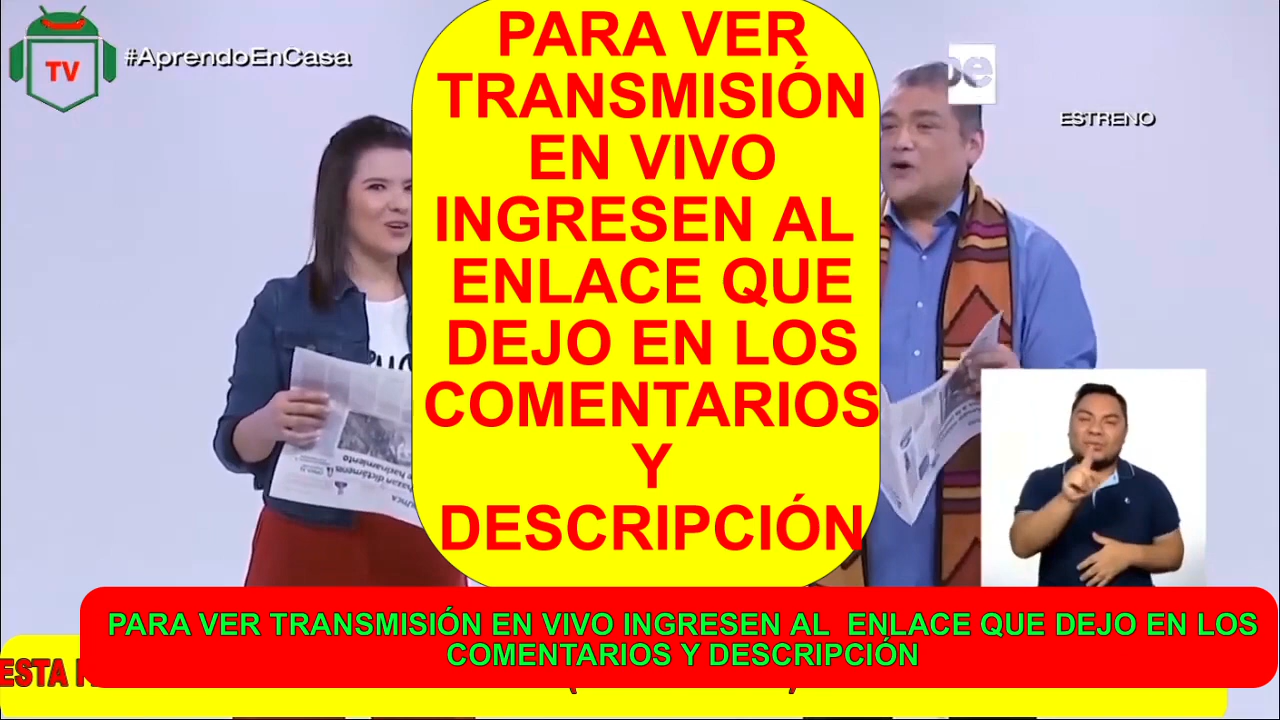 TV
#AprendoEnCasa
ESTRENO
PARA VER
TRANSMISIÓN
EN VIVO
INGRESEN AL
ENLACE QUE
DEJO EN LOS
COMENTARIOS
Y
DESCRIPCIÓN
PARA VER TRANSMISIÓN EN VIVO INGRESEN AL ENLACE QUE DEJO EN LOS
COMENTARIOS Y DESCRIPCIÓN
ESTA